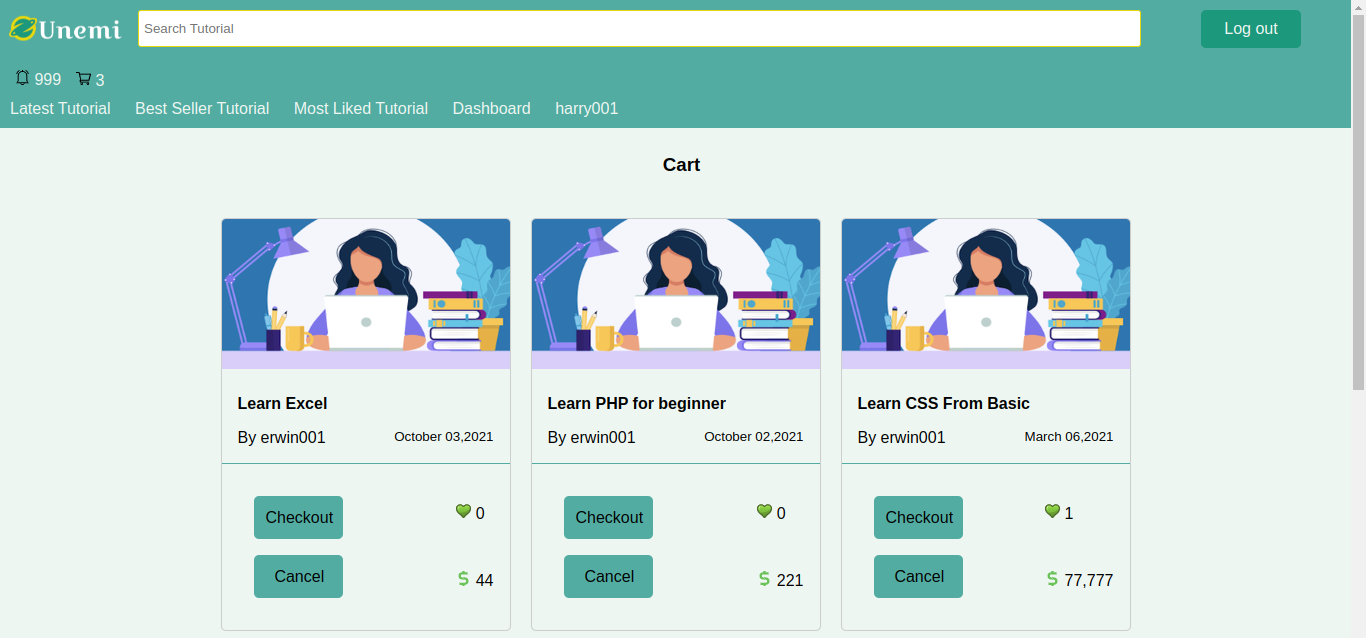 Unemi
Search Tutorial
Log out
999 3
Latest Tutorial Best Seller Tutorial Most Liked Tutorial Dashboard harry001
Cart
Learn Excel
By erwin001 October 03,2021
Checkout 0
Cancel $ 44
Learn PHP for beginner
By erwin001 October 02,2021
Checkout 0
Cancel $ 221
Learn CSS From Basic
By erwin001 March 06,2021
Checkout 1
Cancel $ 77,777